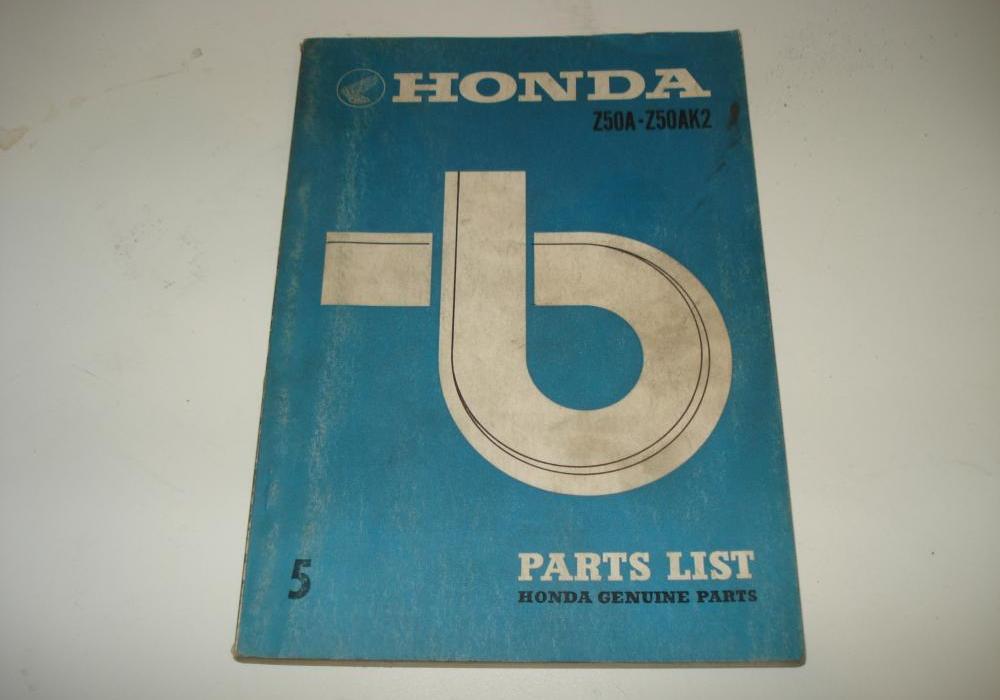 HONDA
Z50A·Z50AK2
5
PARTS LIST
HONDA GENUINE PARTS